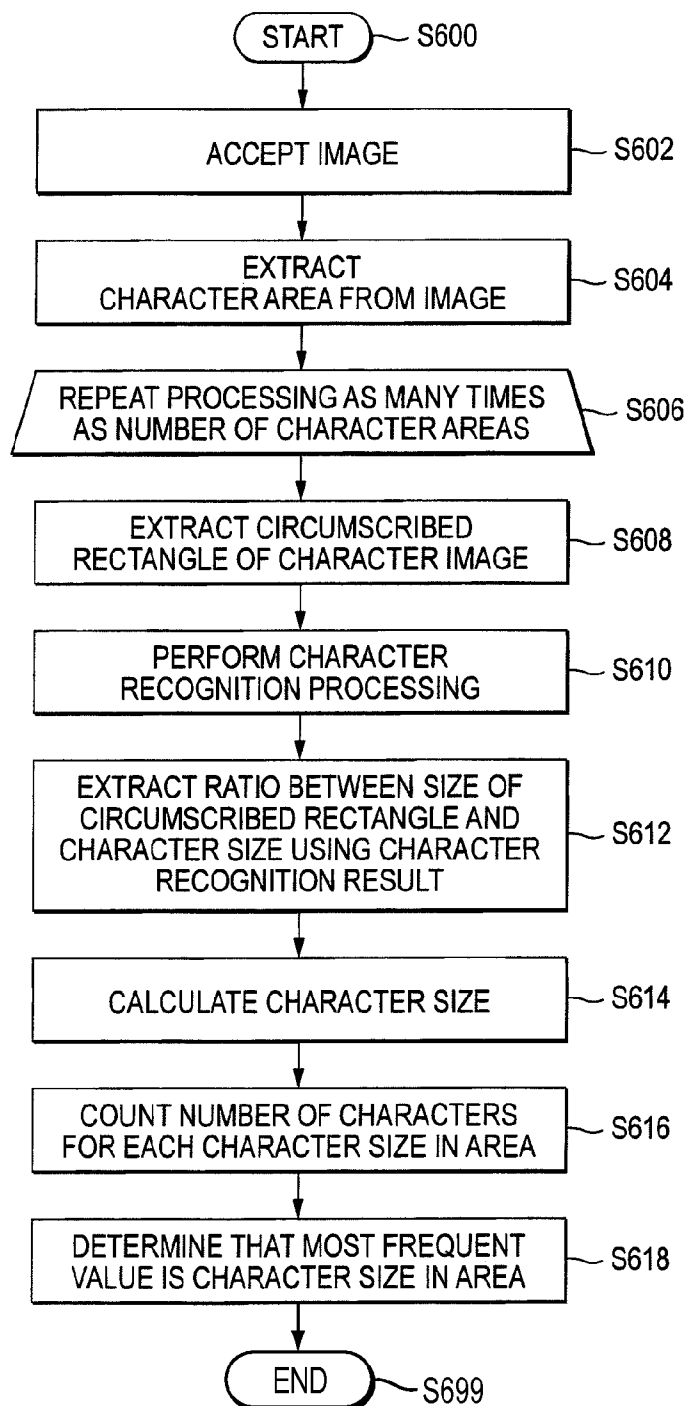 START
S600
ACCEPT IMAGE
S602
EXTRACT
CHARACTER AREA FROM IMAGE
S604
REPEAT PROCESSING AS MANY TIMES
AS NUMBER OF CHARACTER AREAS
S606
EXTRACT CIRCUMSCRIBED
RECTANGLE OF CHARACTER IMAGE
S608
PERFORM CHARACTER
RECOGNITION PROCESSING
S610
EXTRACT RATIO BETWEEN SIZE OF
CIRCUMSCRIBED RECTANGLE AND
CHARACTER SIZE USING CHARACTER
RECOGNITION RESULT
S612
CALCULATE CHARACTER SIZE
S614
COUNT NUMBER OF CHARACTERS
FOR EACH CHARACTER SIZE IN AREA
S616
DETERMINE THAT MOST FREQUENT
VALUE IS CHARACTER SIZE IN AREA
S618
END
S699